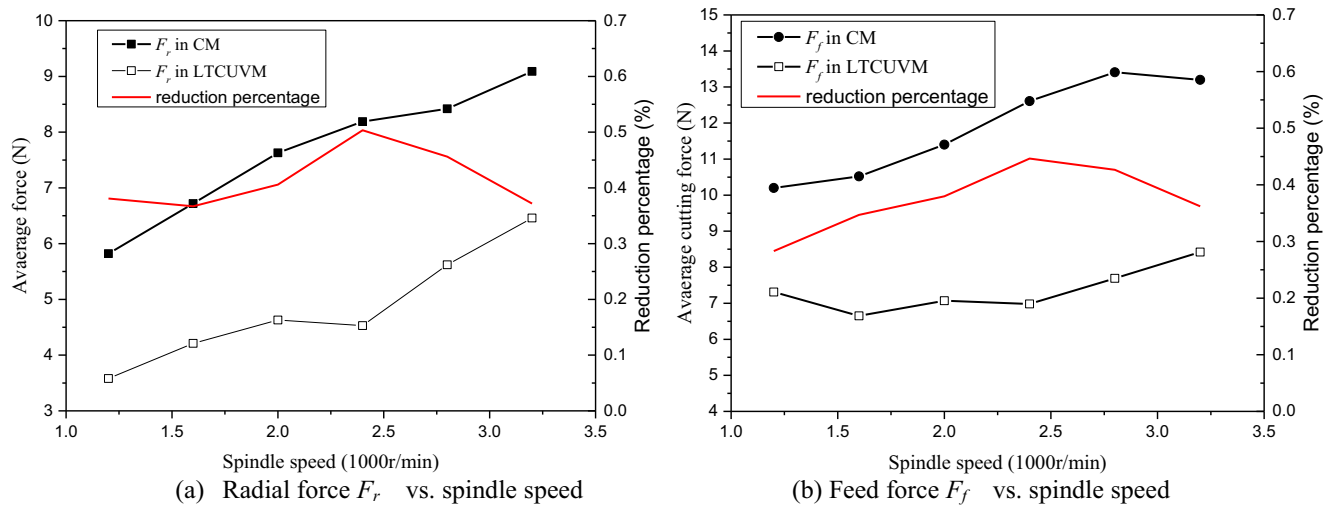 10
9
8
7
6
5
4
3
Avaerage force (N)
F_r in CM
F_r in LTCUVM
reduction percentage
0.7
0.6
0.5
0.4
0.3
0.2
0.1
0.0
Reduction percentage (%)
1.0 1.5 2.0 2.5 3.0 3.5
Spindle speed (1000r/min)
(a) Radial force F_r vs. spindle speed
15
14
13
12
11
10
9
8
7
6
5
4
Avaerage cutting force (N)
F_f in CM
F_f in LTCUVM
reduction percentage
0.7
0.6
0.5
0.4
0.3
0.2
0.1
0.0
Reduction percentage (%)
1.0 1.5 2.0 2.5 3.0 3.5
Spindle speed (1000r/min)
(b) Feed force F_f vs. spindle speed